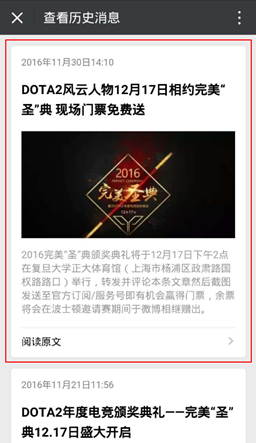 查看历史消息
2016年11月30日14:10
DOTA2风云人物12月17日相约完美“
圣”典 现场门票免费送
2016
完美圣典
12•17
2016完美“圣”典颁奖典礼将于12月17日下午2点
在复旦大学正大体育馆（上海市杨浦区政肃路国
权路路口）举行，转发并评论本条文章然后截图
发送至官方订阅/服务号即有机会赢得门票，余票
将会在波士顿邀请赛期间于微博相继赠出。
阅读原文
2016年11月21日11:56
DOTA2年度电竞颁奖典礼——完美“圣”
典12.17日盛大开启